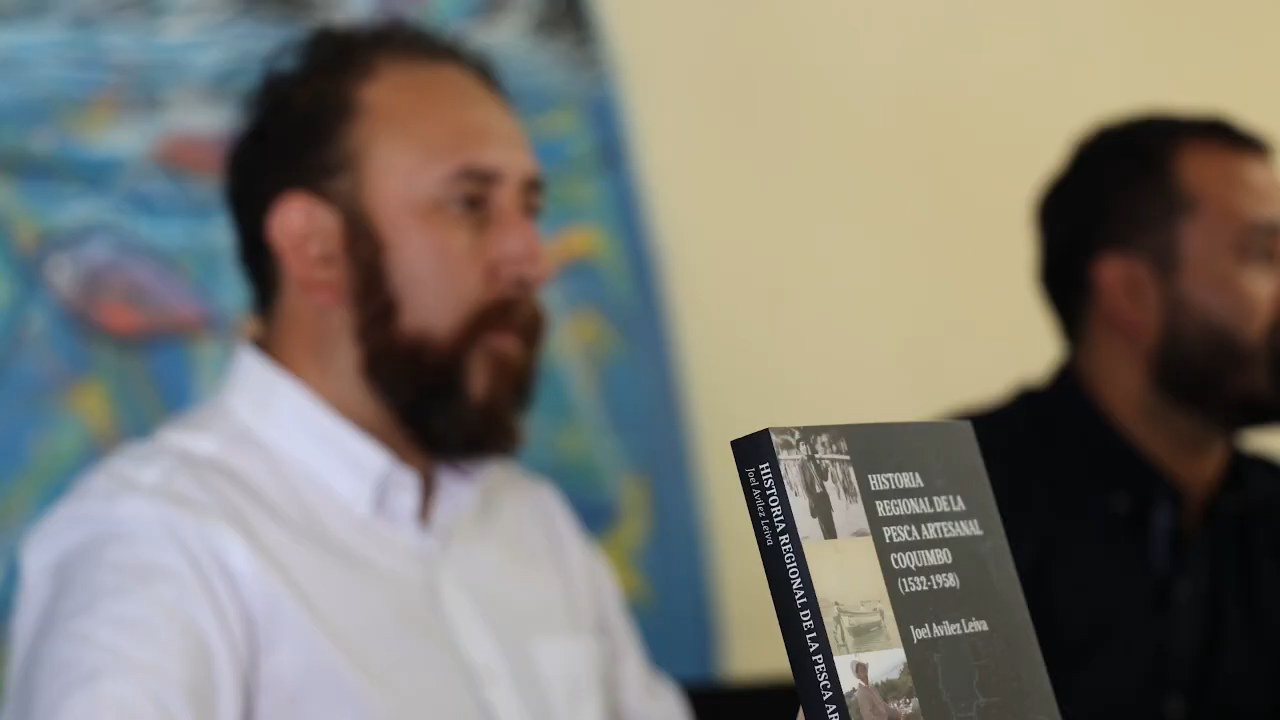 HISTORIA
REGIONAL DE LA
PESCA ARTESANAL
COQUIMBO
(1532-1958)
Joel Avilez Leiva
HISTORIA REGIONAL DE LA PESCA AR
Joel Avilez Leiva